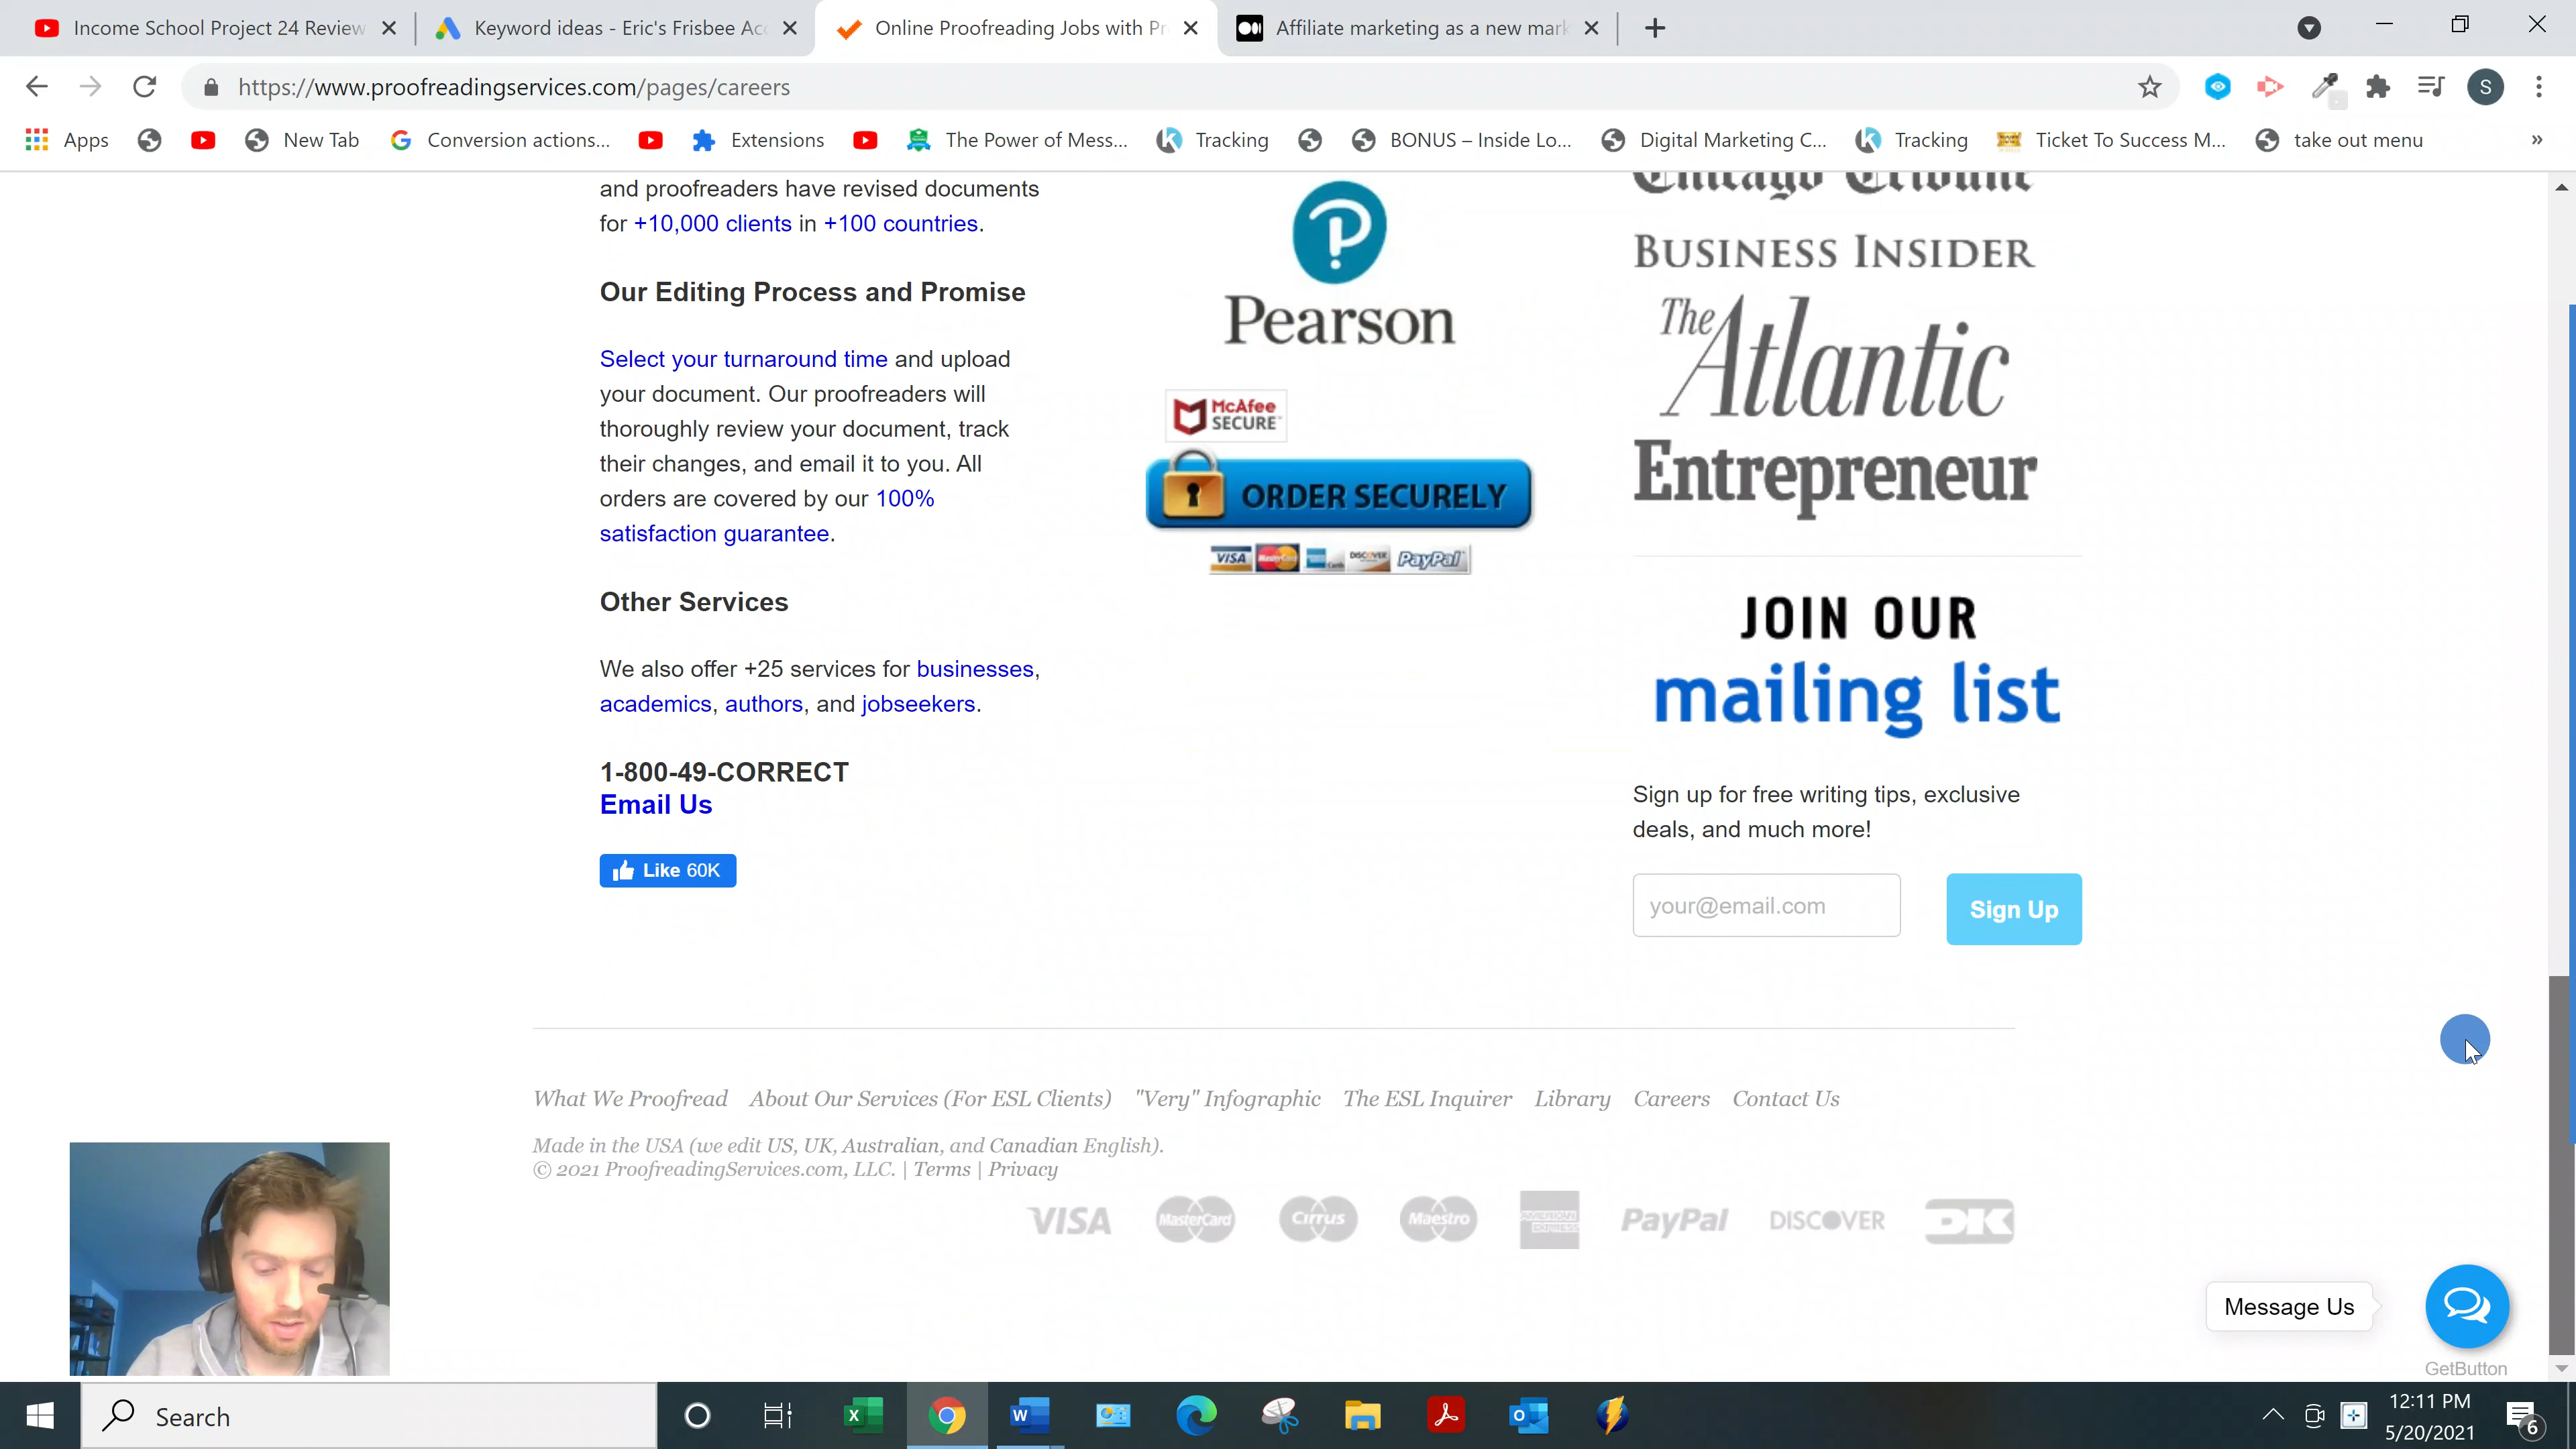 Income School Project 24 Review
Keyword ideas - Eric's Frisbee Acc
Online Proofreading Jobs with Pr
Affiliate marketing as a new mark
https://www.proofreadingservices.com/pages/careers
S
Apps
New Tab
Conversion actions...
Extensions
The Power of Mess...
Tracking
BONUS – Inside Lo...
Digital Marketing C...
Tracking
Ticket To Success M...
take out menu
»
and proofreaders have revised documents
for +10,000 clients in +100 countries.
Our Editing Process and Promise
Select your turnaround time and upload
your document. Our proofreaders will
thoroughly review your document, track
their changes, and email it to you. All
orders are covered by our 100%
satisfaction guarantee.
Other Services
We also offer +25 services for businesses,
academics, authors, and jobseekers.
1-800-49-CORRECT
Email Us
Like 60K
Pearson
McAfee
SECURE
ORDER SECURELY
VISA MasterCard DISCOVER PayPal
Chicago Tribune
BUSINESS INSIDER
The Atlantic
Entrepreneur
JOIN OUR
mailing list
Sign up for free writing tips, exclusive
deals, and much more!
your@email.com
Sign Up
What We Proofread About Our Services (For ESL Clients) "Very" Infographic The ESL Inquirer Library Careers Contact Us
Made in the USA (we edit US, UK, Australian, and Canadian English).
© 2021 ProofreadingServices.com, LLC. | Terms | Privacy
VISA MasterCard Cirrus Maestro AMERICAN EXPRESS PayPal DISCOVER DK
Message Us
GetButton
Search
12:11 PM
5/20/2021
6